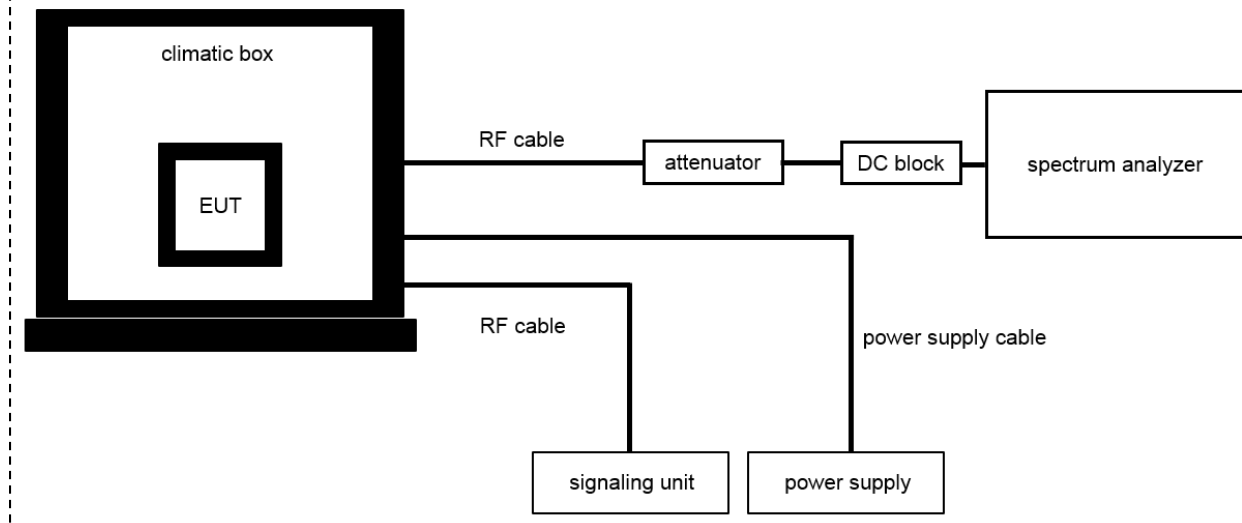 climatic box
RF cable
attenuator
DC block
spectrum analyzer
EUT
RF cable
power supply cable
signaling unit
power supply